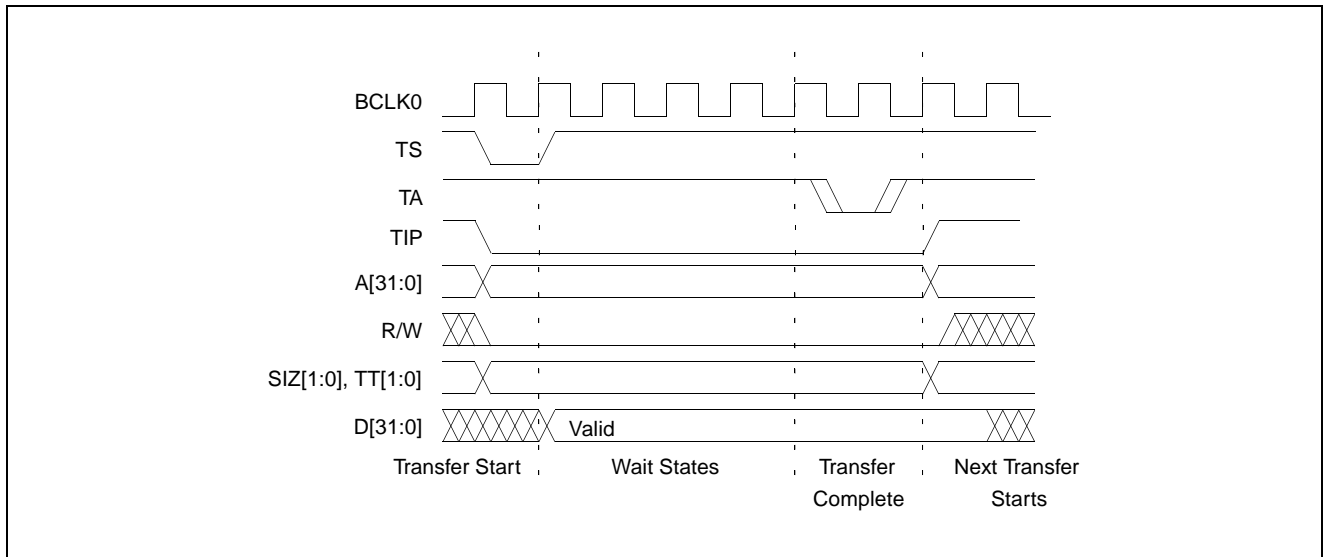 BCLK0
TS
TA
TIP
A[31:0]
R/W
SIZ[1:0], TT[1:0]
D[31:0]
Valid
Transfer Start
Wait States
Transfer
Complete
Next Transfer
Starts